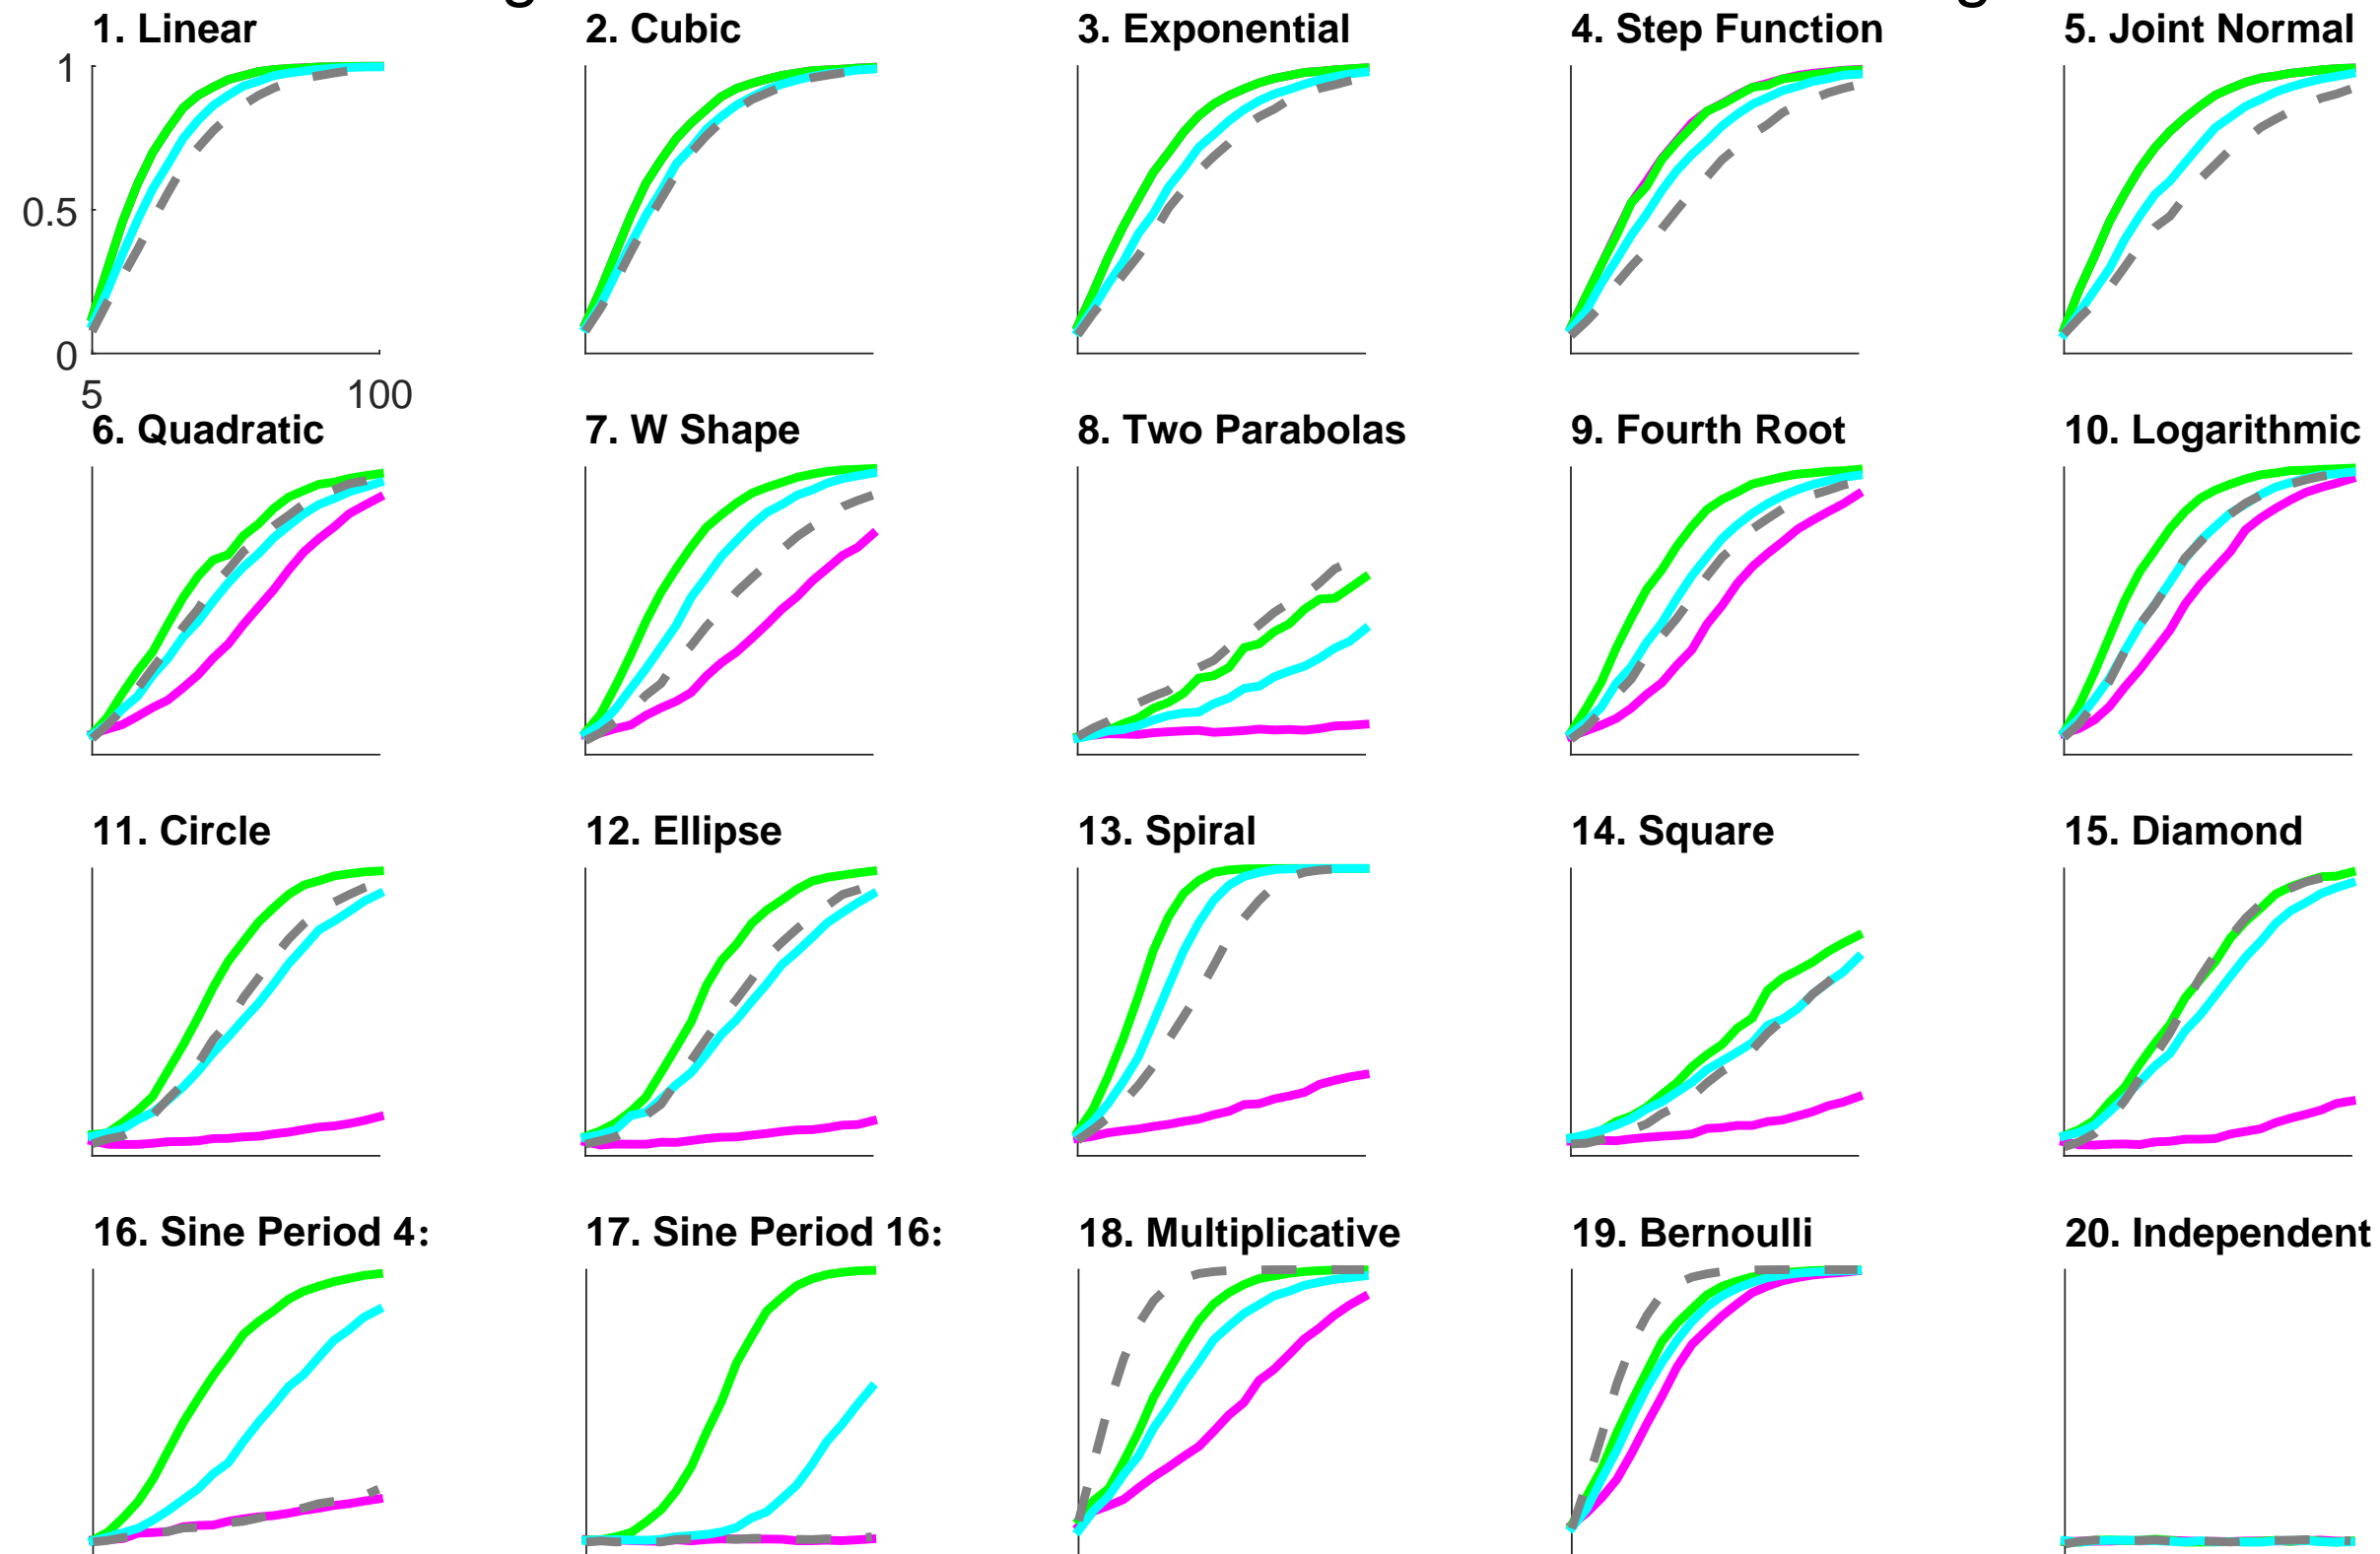 1. Linear
2. Cubic
3. Exponential
4. Step Function
5. Joint Normal
1
0.5
0
5
100
6. Quadratic
7. W Shape
8. Two Parabolas
9. Fourth Root
10. Logarithmic
11. Circle
12. Ellipse
13. Spiral
14. Square
15. Diamond
16. Sine Period 4:
17. Sine Period 16:
18. Multiplicative
19. Bernoulli
20. Independent